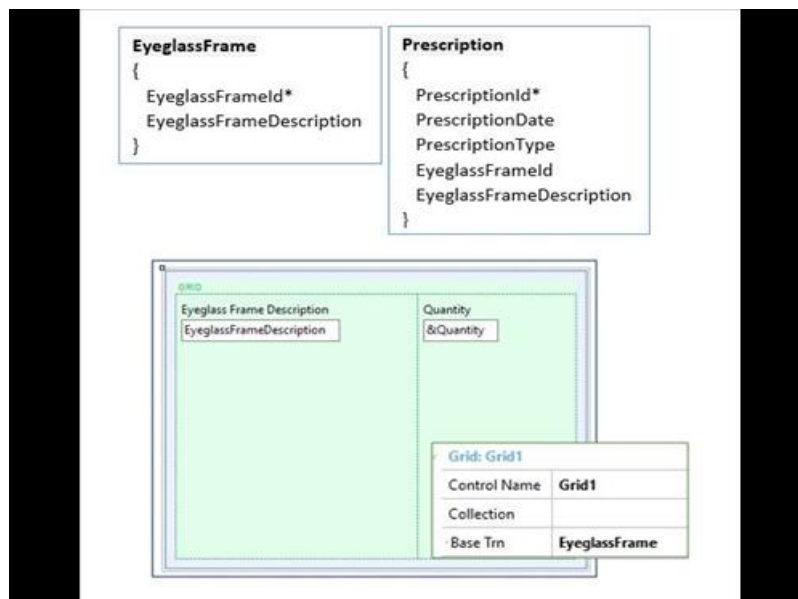 EyeglassFrame
{
EyeglassFrameId*
EyeglassFrameDescription
}
Prescription
{
PrescriptionId*
PrescriptionDate
PrescriptionType
EyeglassFrameId
EyeglassFrameDescription
}
GRID
Eyeglass Frame Description
Quantity
EyeglassFrameDescription
&Quantity
Grid: Grid1
Control Name Grid1
Collection
Base Trn EyeglassFrame